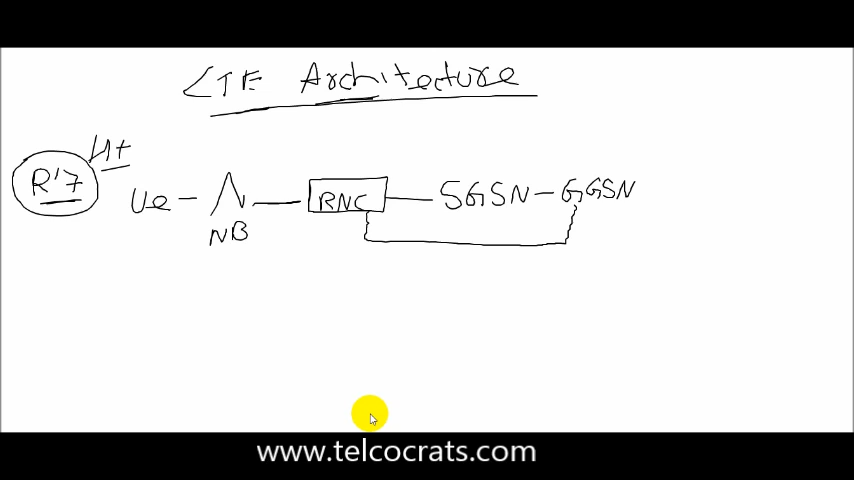 LTE Architecture
H+
R'7
Ue - NB - RNC - SGSN - GGSN
www.telcocrats.com